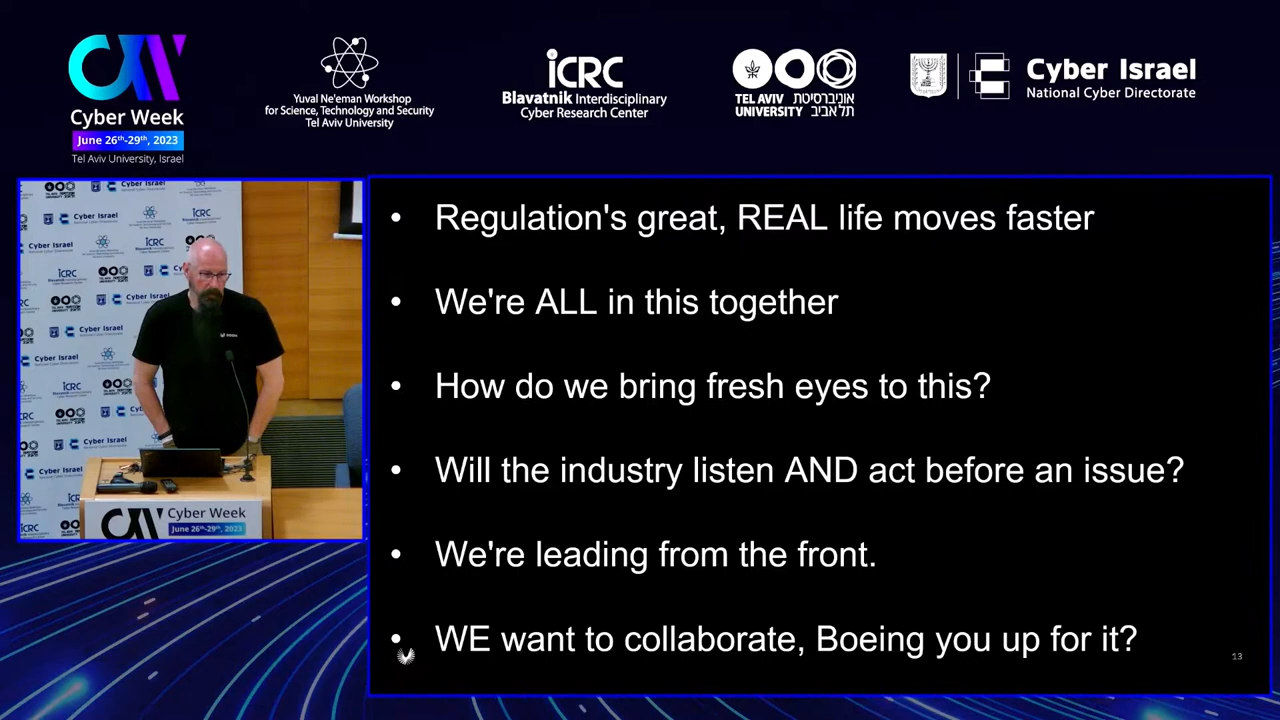 Cyber Week
June 26th-29th, 2023
Tel Aviv University, Israel
Yuval Ne'eman Workshop
for Science, Technology and Security
Tel Aviv University
iCRC
Blavatnik Interdisciplinary
Cyber Research Center
TEL AVIV אוניברסיטת
UNIVERSITY תל אביב
Cyber Israel
National Cyber Directorate
• Regulation's great, REAL life moves faster
• We're ALL in this together
• How do we bring fresh eyes to this?
• Will the industry listen AND act before an issue?
• We're leading from the front.
• WE want to collaborate, Boeing you up for it?
13
Cyber Israel
iCRC
Cyber Week
June 26th-29th, 2023